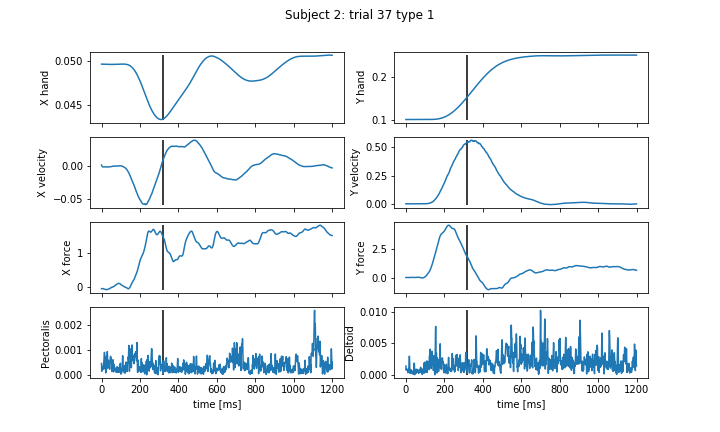 Subject 2: trial 37 type 1
X hand
0.050
0.045
Y hand
0.2
0.1
X velocity
0.00
−0.05
Y velocity
0.50
0.25
0.00
X force
1
0
Y force
2.5
0.0
Pectoralis
0.002
0.001
0.000
0 200 400 600 800 1000 1200
time [ms]
Deltoid
0.010
0.005
0.000
0 200 400 600 800 1000 1200
time [ms]